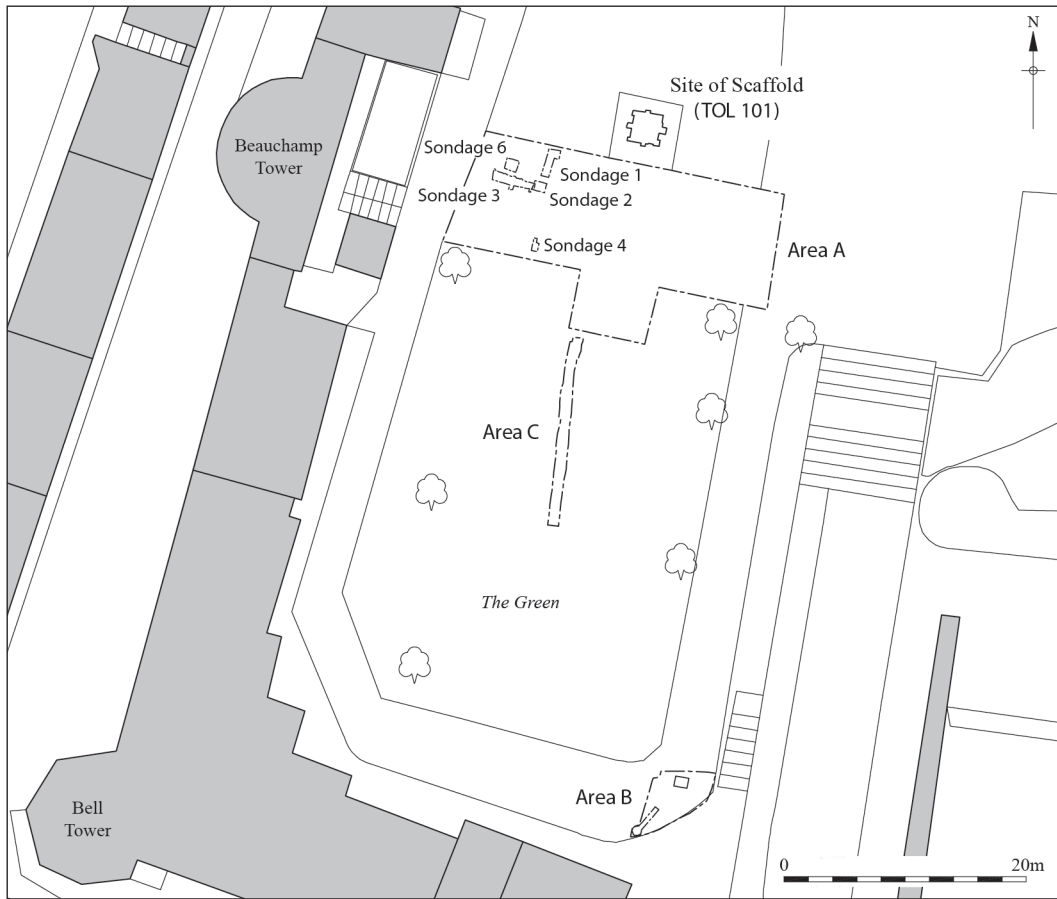 N
Site of Scaffold
(TOL 101)
Beauchamp
Tower
Sondage 6
Sondage 1
Sondage 3
Sondage 2
Sondage 4
Area A
Area C
The Green
Area B
Bell
Tower
0
20m